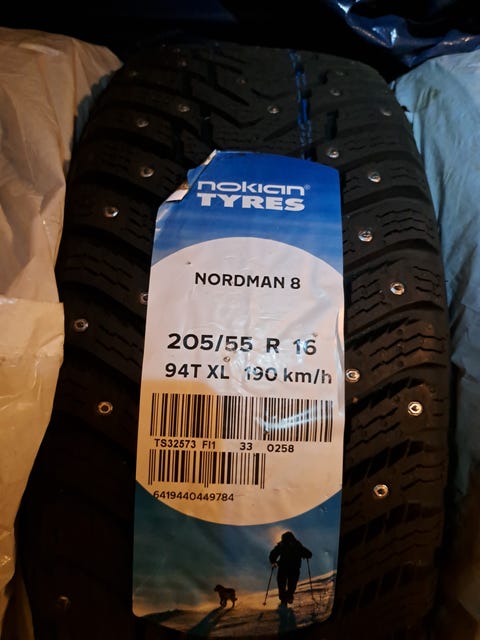 nokian®
TYRES
NORDMAN 8
205/55 R 16
94T XL 190 km/h
TS32573 FI1 33 0258
6419440449784